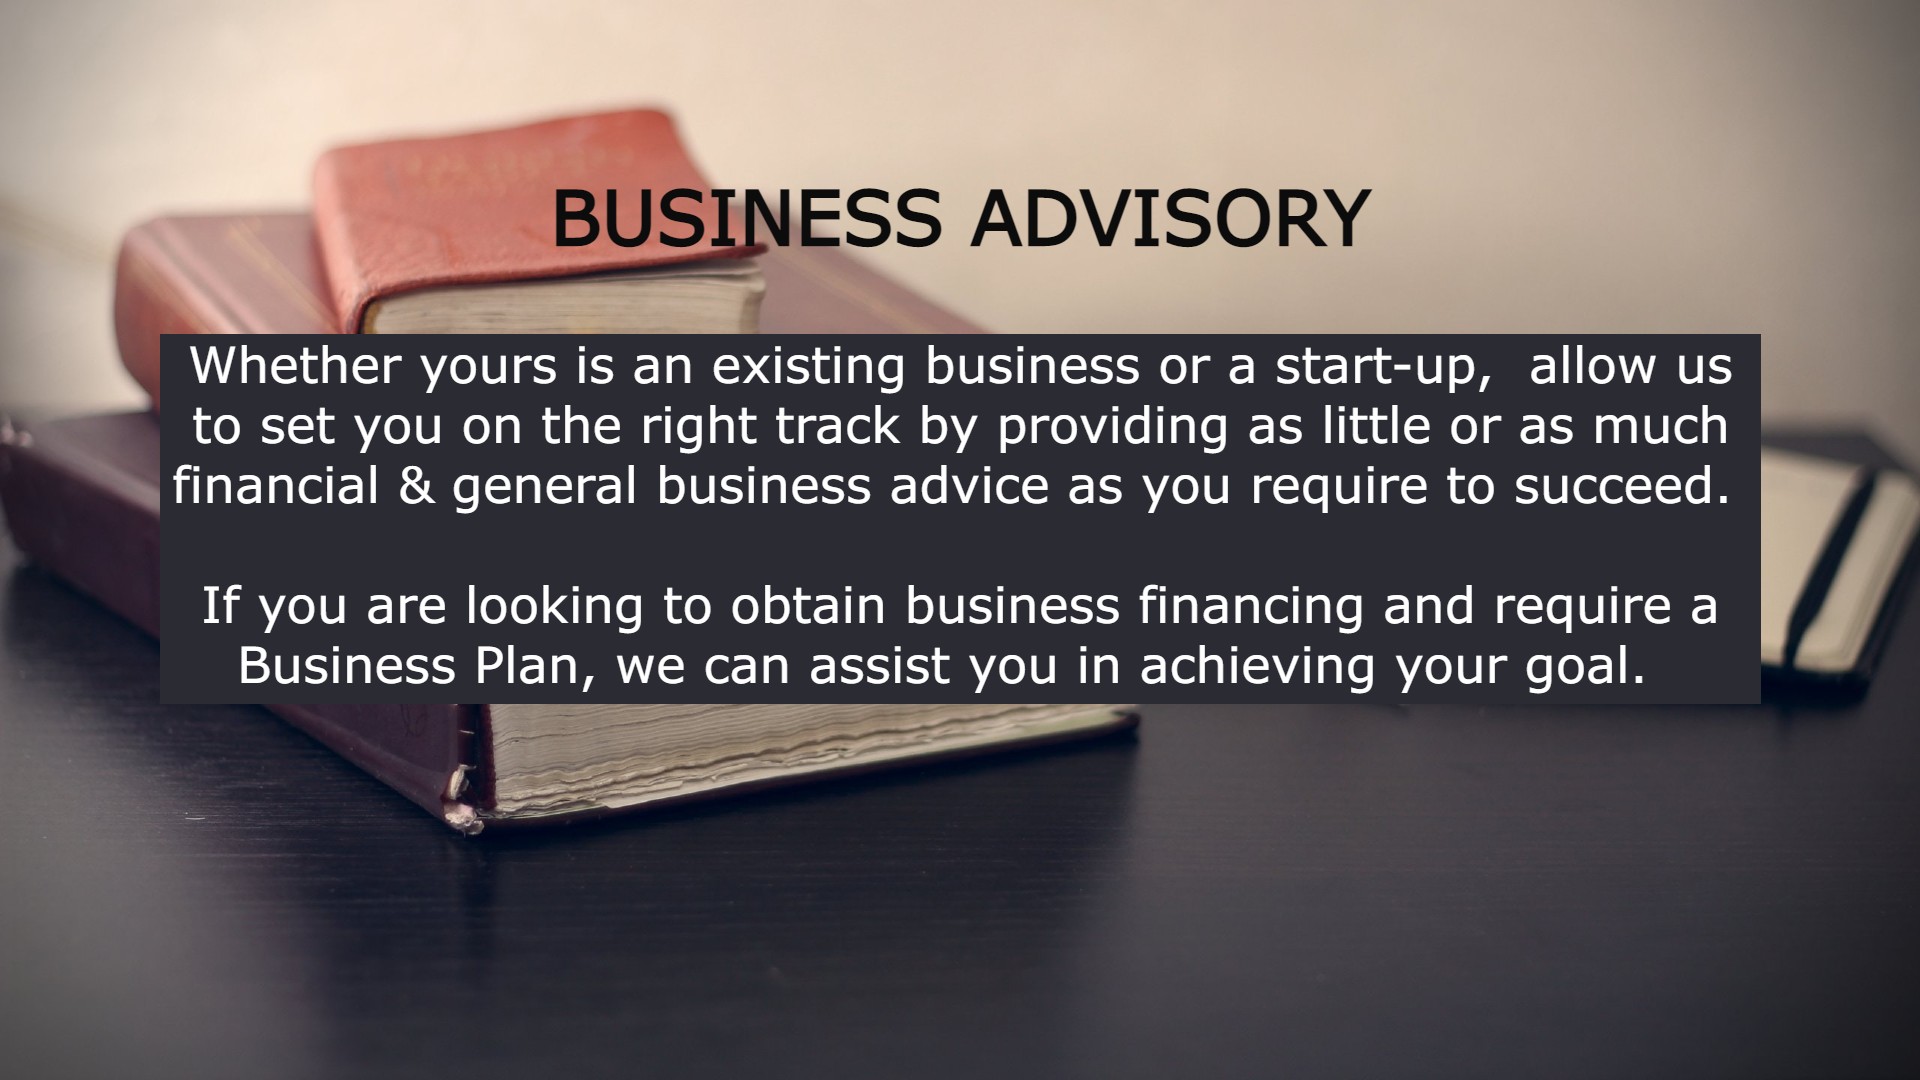 BUSINESS ADVISORY
Whether yours is an existing business or a start-up,  allow us
to set you on the right track by providing as little or as much
financial & general business advice as you require to succeed.
If you are looking to obtain business financing and require a
Business Plan, we can assist you in achieving your goal.